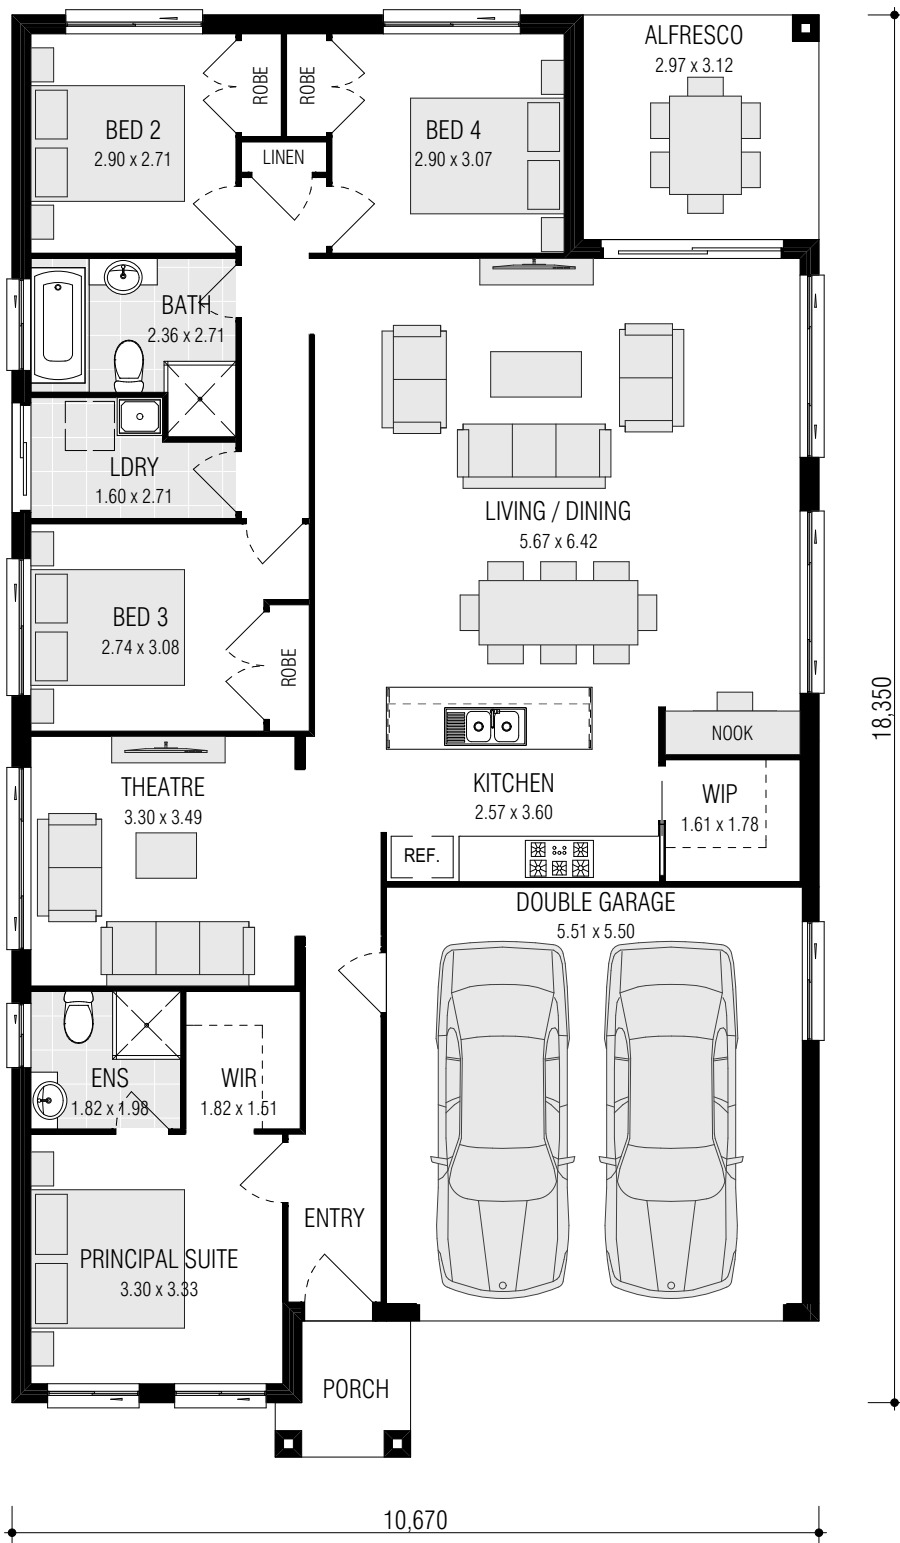 ALFRESCO
2.97 x 3.12
BED 2
2.90 x 2.71
ROBE
ROBE
BED 4
2.90 x 3.07
LINEN
BATH
2.36 x 2.71
LDRY
1.60 x 2.71
LIVING / DINING
5.67 x 6.42
BED 3
2.74 x 3.08
ROBE
18,350
NOOK
THEATRE
3.30 x 3.49
KITCHEN
2.57 x 3.60
WIP
1.61 x 1.78
REF.
DOUBLE GARAGE
5.51 x 5.50
ENS
1.82 x 1.98
WIR
1.82 x 1.51
ENTRY
PRINCIPAL SUITE
3.30 x 3.33
PORCH
10,670